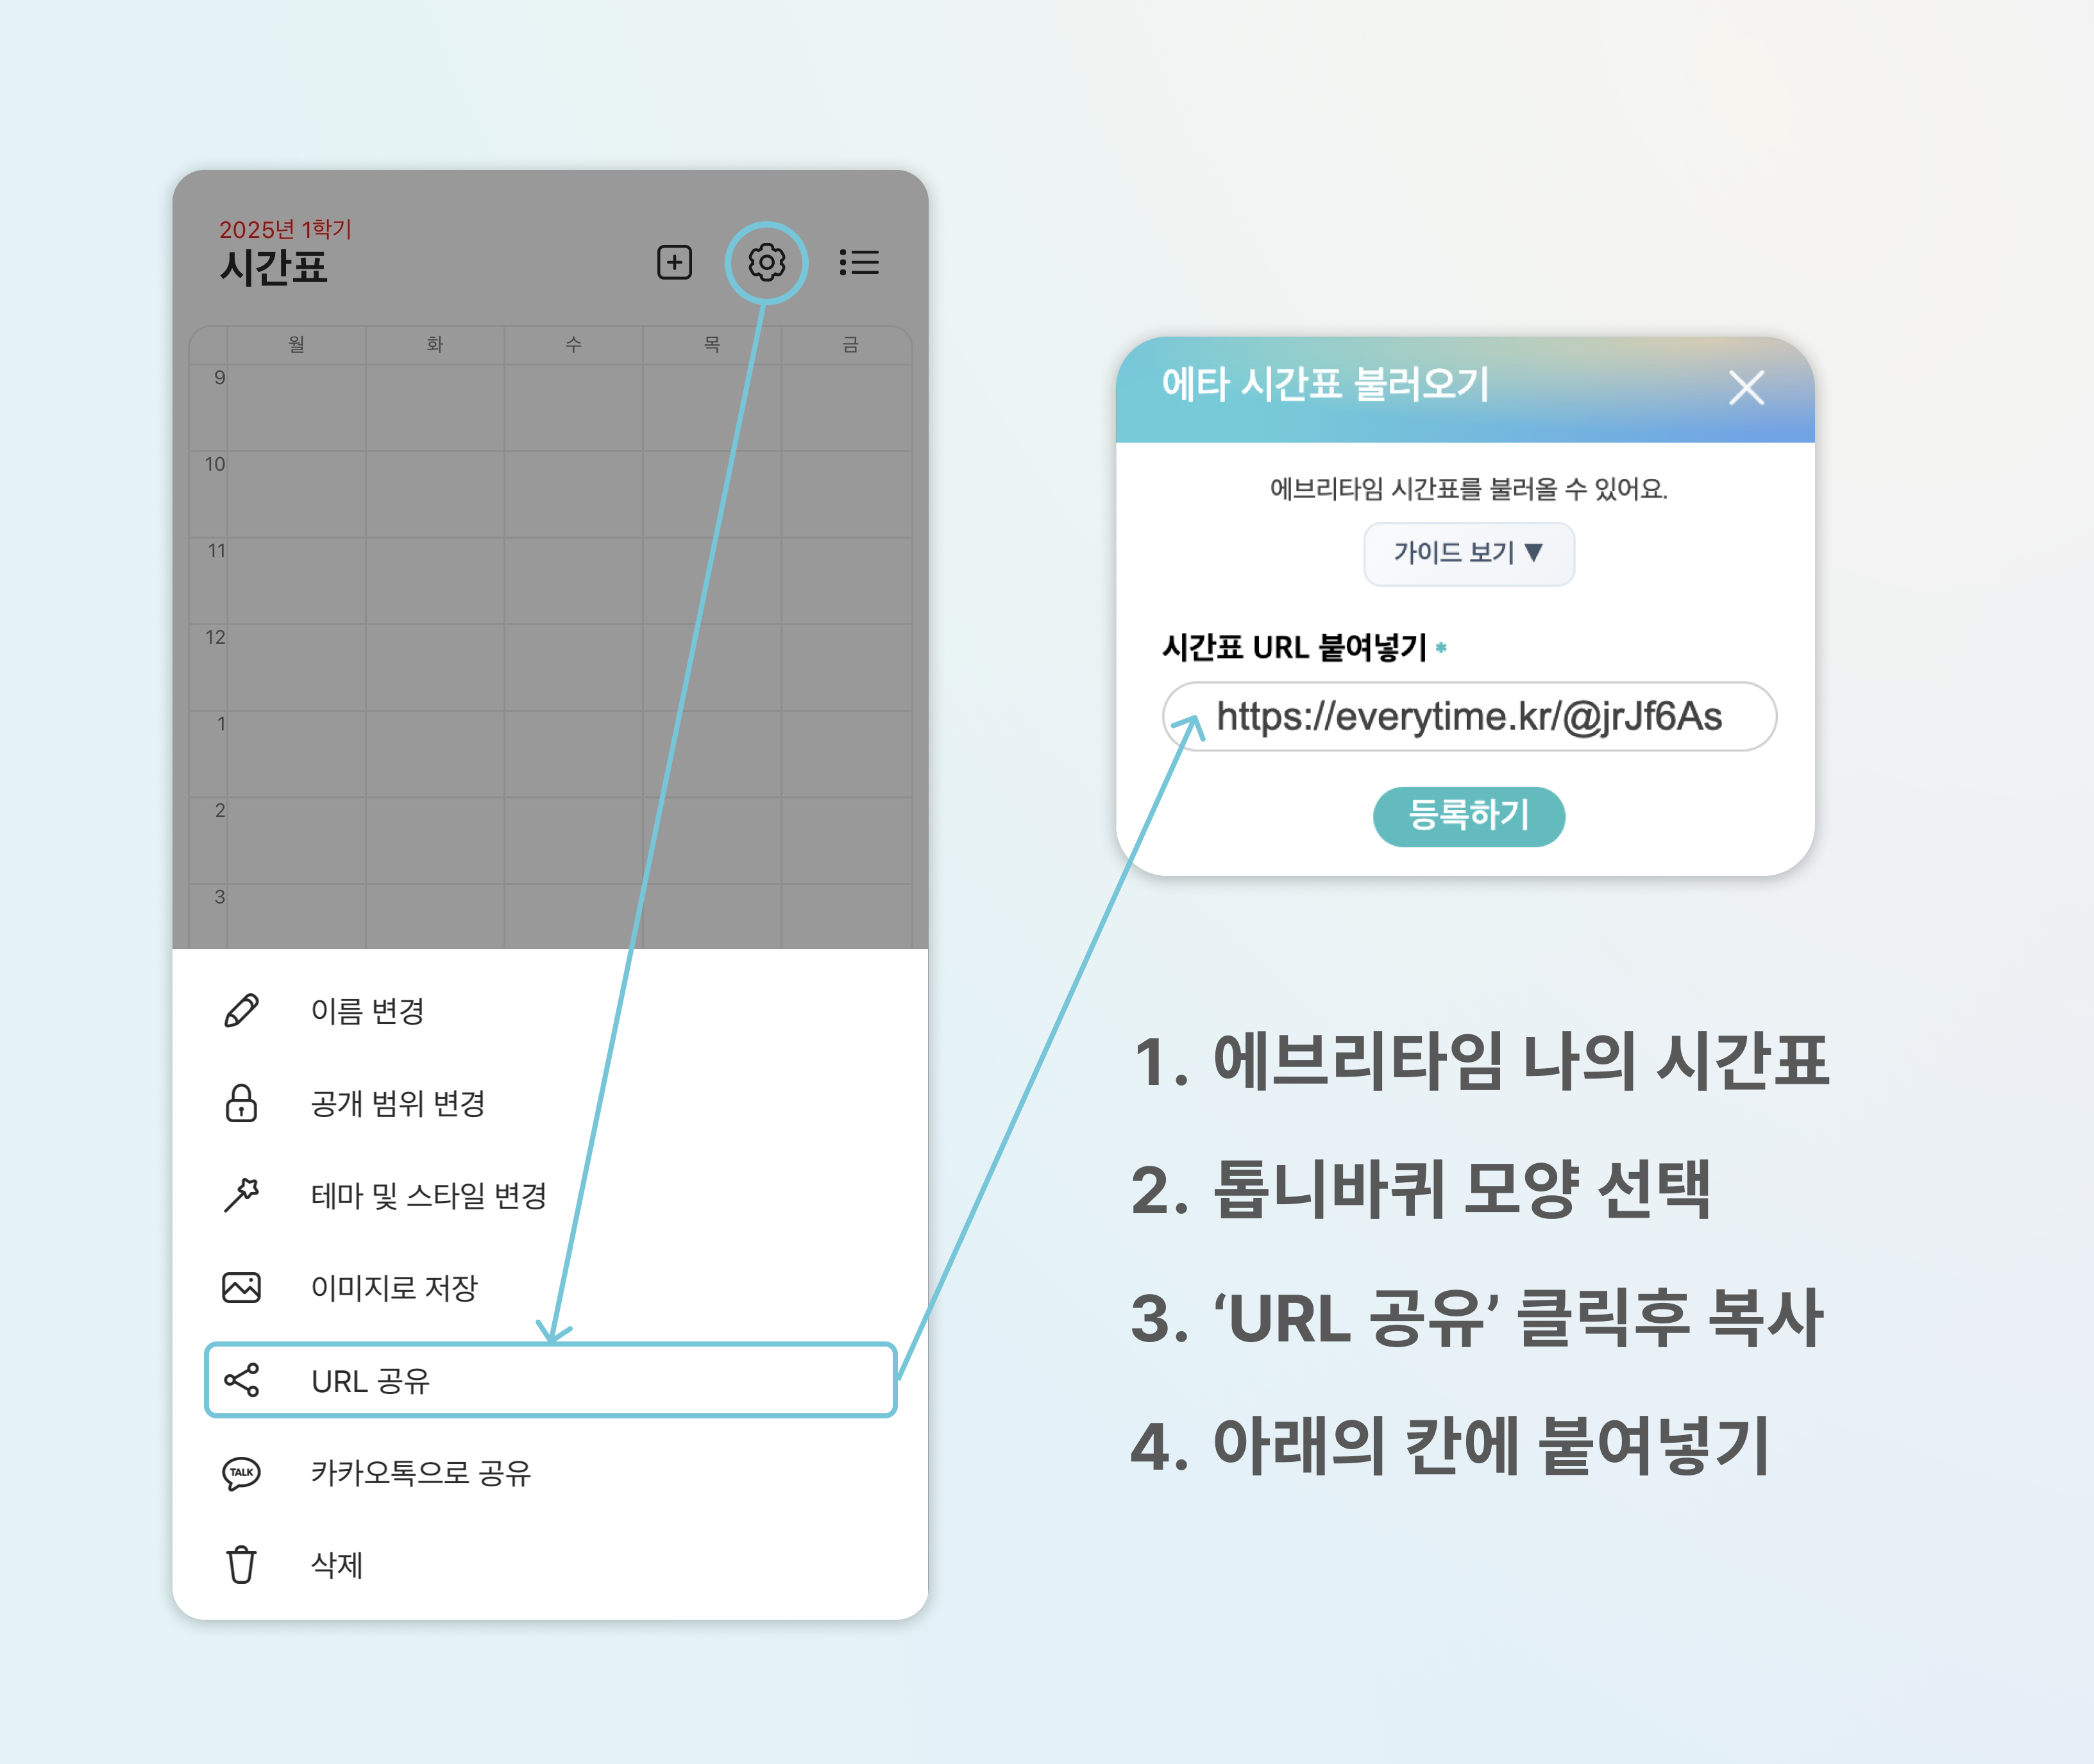 2025년 1학기
시간표
월 화 수 목 금
9
10
11
12
1
2
3
이름 변경
공개 범위 변경
테마 및 스타일 변경
이미지로 저장
URL 공유
TALK 카카오톡으로 공유
삭제
에타 시간표 불러오기
에브리타임 시간표를 불러올 수 있어요.
가이드 보기 ▼
시간표 URL 붙여넣기 *
https://everytime.kr/@jrJf6As
등록하기
1. 에브리타임 나의 시간표
2. 톱니바퀴 모양 선택
3. ‘URL 공유’ 클릭후 복사
4. 아래의 칸에 붙여넣기